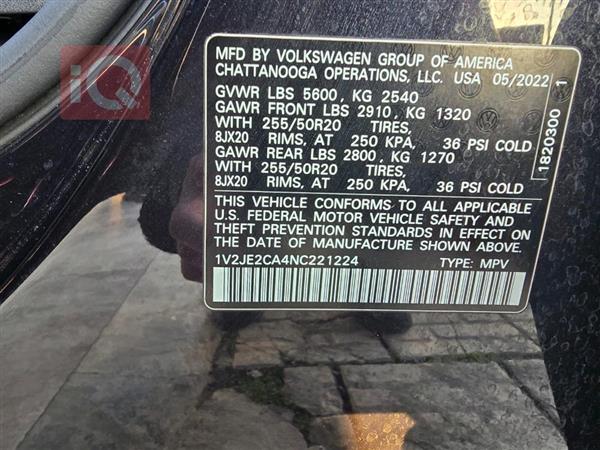 iQ
MFD BY VOLKSWAGEN GROUP OF AMERICA
CHATTANOOGA OPERATIONS, LLC. USA 05/2022
GVWR LBS 5600, KG 2540
GAWR FRONT LBS 2910, KG 1320
WITH 255/50R20 TIRES,
8JX20 RIMS, AT 250 KPA, 36 PSI COLD
GAWR REAR LBS 2800, KG 1270
WITH 255/50R20 TIRES,
8JX20 RIMS, AT 250 KPA, 36 PSI COLD
THIS VEHICLE CONFORMS TO ALL APPLICABLE
U.S. FEDERAL MOTOR VEHICLE SAFETY AND
THEFT PREVENTION STANDARDS IN EFFECT ON
THE DATE OF MANUFACTURE SHOWN ABOVE.
1V2JE2CA4NC221224 TYPE: MPV
1820300 1